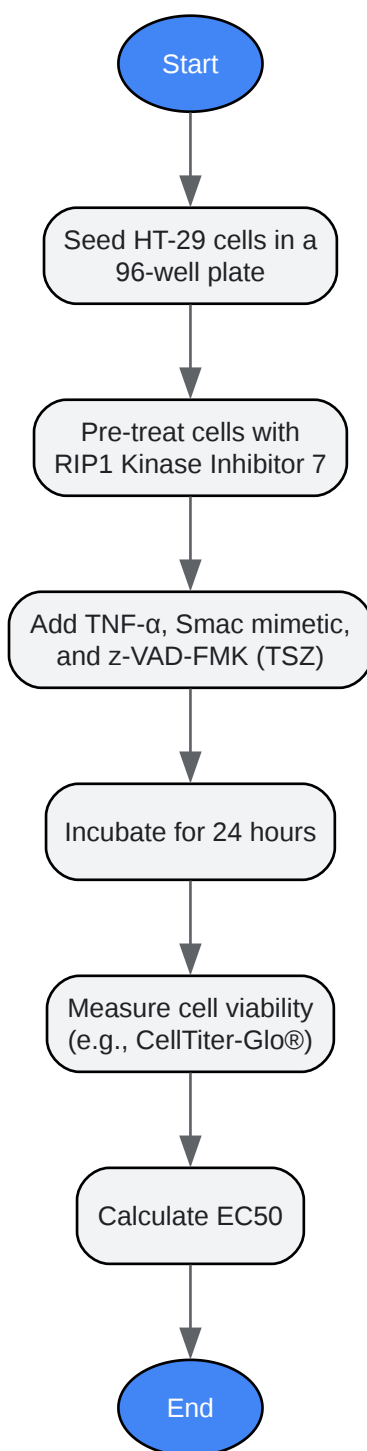 Start
Seed HT-29 cells in a
96-well plate
Pre-treat cells with
RIP1 Kinase Inhibitor 7
Add TNF-α, Smac mimetic,
and z-VAD-FMK (TSZ)
Incubate for 24 hours
Measure cell viability
(e.g., CellTiter-Glo®)
Calculate EC50
End